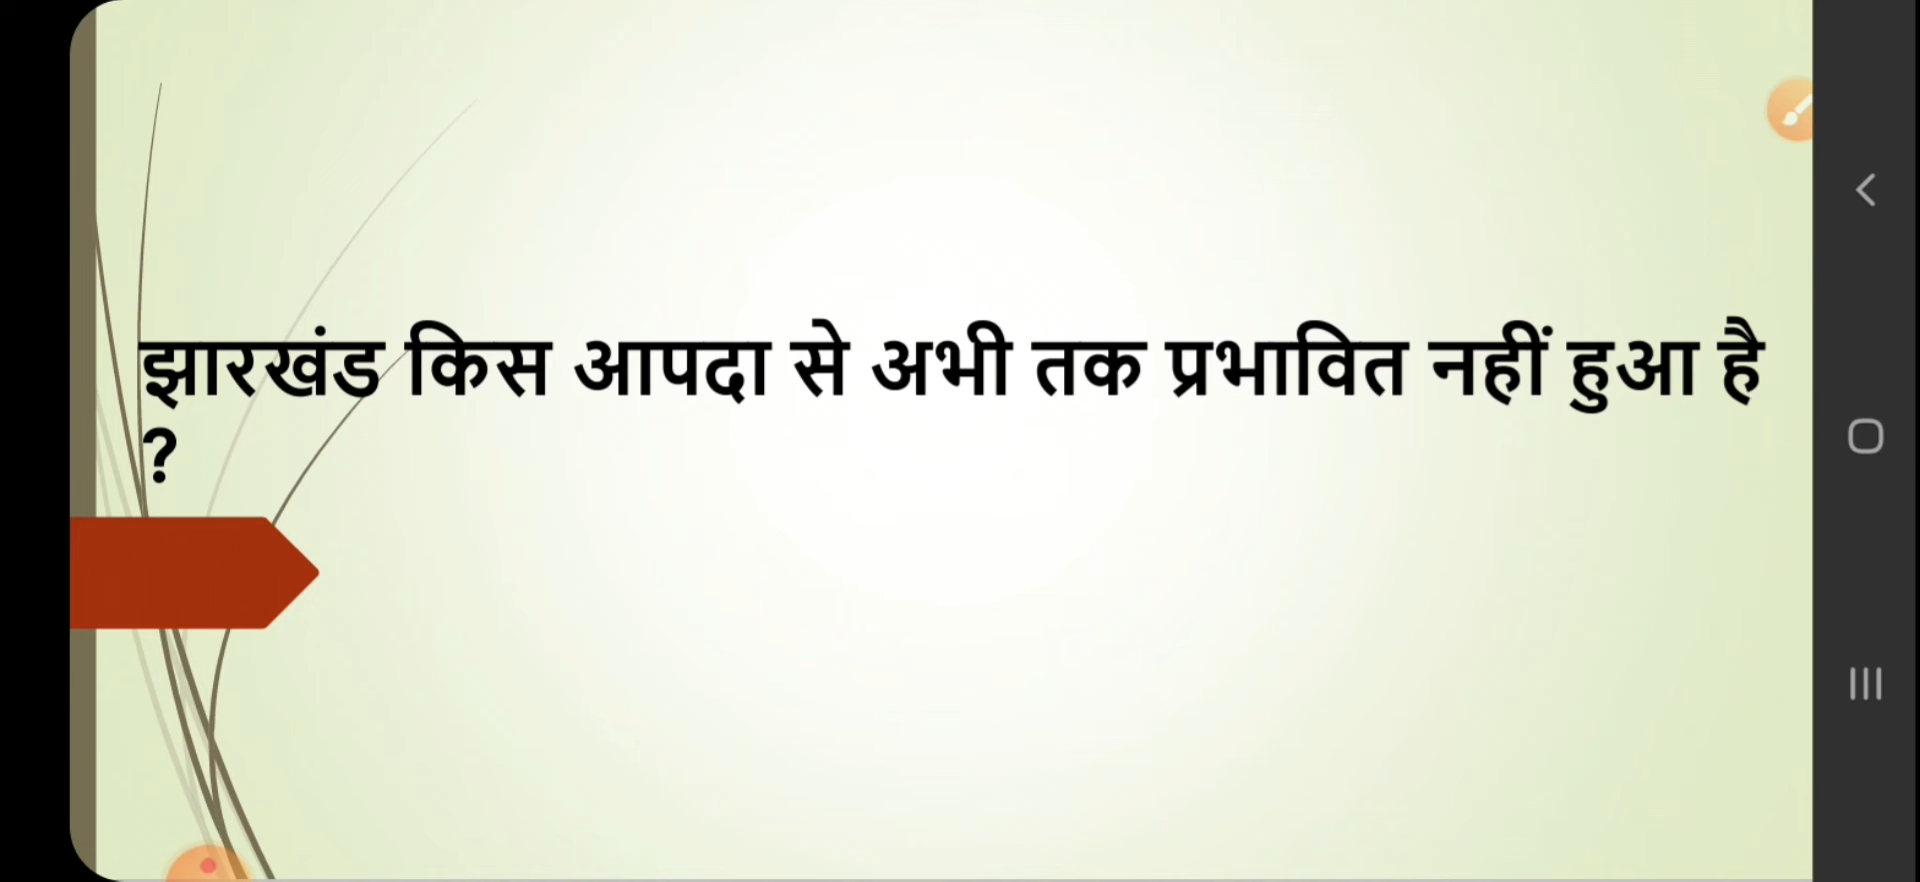 झारखंड किस आपदा से अभी तक प्रभावित नहीं हुआ है
?